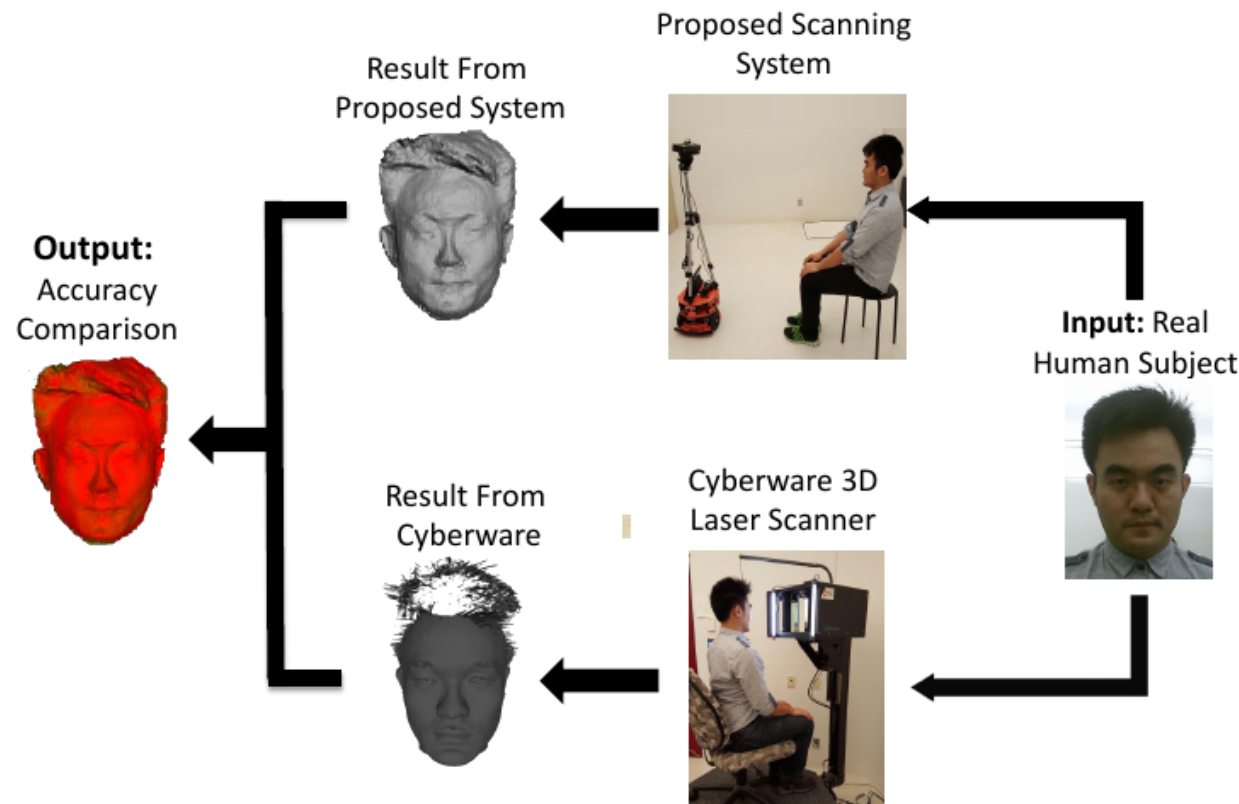 Proposed Scanning
System
Result From
Proposed System
Output:
Accuracy
Comparison
Input: Real
Human Subject
Cyberware 3D
Laser Scanner
Result From
Cyberware